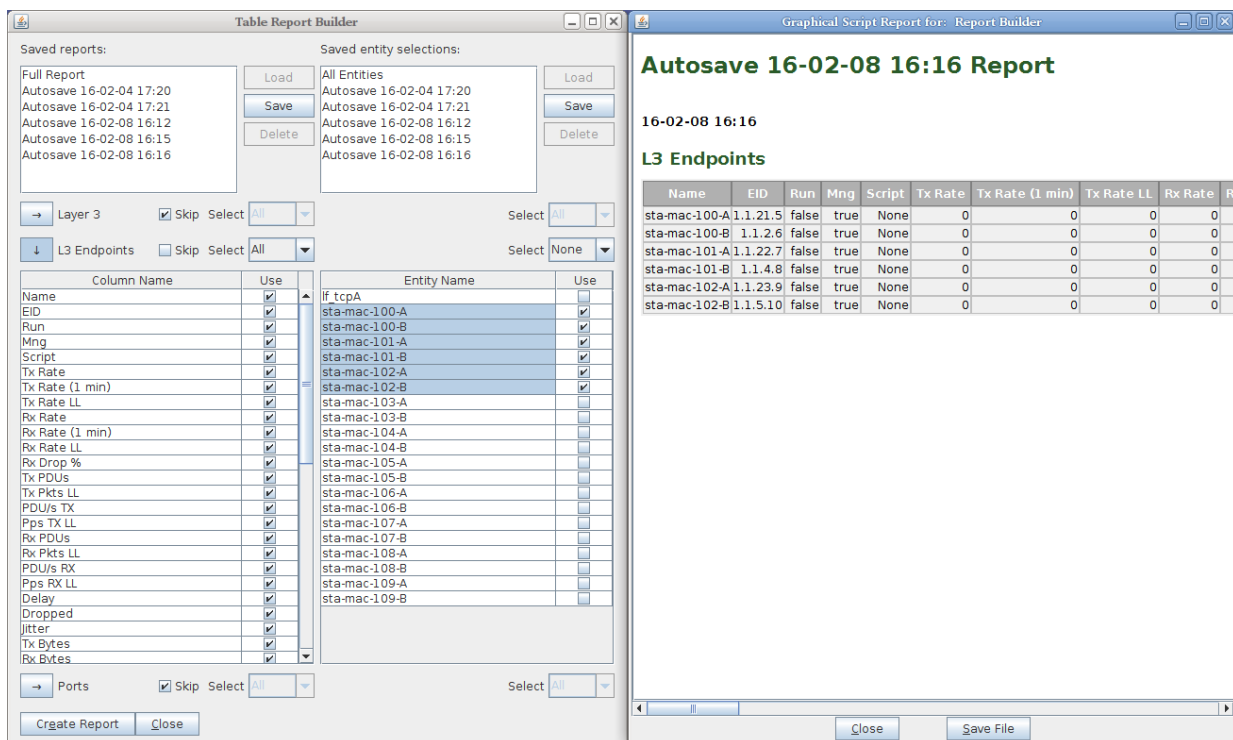 Table Report Builder
Saved reports:
Saved entity selections:
Full Report
Autosave 16-02-04 17:20
Autosave 16-02-04 17:21
Autosave 16-02-08 16:12
Autosave 16-02-08 16:15
Autosave 16-02-08 16:16
Load
Save
Delete
All Entities
Autosave 16-02-04 17:20
Autosave 16-02-04 17:21
Autosave 16-02-08 16:12
Autosave 16-02-08 16:15
Autosave 16-02-08 16:16
Load
Save
Delete
→ Layer 3 Skip Select All Select All
↓ L3 Endpoints Skip Select All Select None
Column Name Use
Name
EID
Run
Mng
Script
Tx Rate
Tx Rate (1 min)
Tx Rate LL
Rx Rate
Rx Rate (1 min)
Rx Rate LL
Rx Drop %
Tx PDUs
Tx Pkts LL
PDU/s TX
Pps TX LL
Rx PDUs
Rx Pkts LL
PDU/s RX
Pps RX LL
Delay
Dropped
Jitter
Tx Bytes
Rx Bytes
Entity Name Use
lf_tcpA
sta-mac-100-A
sta-mac-100-B
sta-mac-101-A
sta-mac-101-B
sta-mac-102-A
sta-mac-102-B
sta-mac-103-A
sta-mac-103-B
sta-mac-104-A
sta-mac-104-B
sta-mac-105-A
sta-mac-105-B
sta-mac-106-A
sta-mac-106-B
sta-mac-107-A
sta-mac-107-B
sta-mac-108-A
sta-mac-108-B
sta-mac-109-A
sta-mac-109-B
→ Ports Skip Select All Select All
Create Report Close
Graphical Script Report for: Report Builder
Autosave 16-02-08 16:16 Report
16-02-08 16:16
L3 Endpoints
Name EID Run Mng Script Tx Rate Tx Rate (1 min) Tx Rate LL Rx Rate R
sta-mac-100-A 1.1.21.5 false true None 0 0 0 0
sta-mac-100-B 1.1.2.6 false true None 0 0 0 0
sta-mac-101-A 1.1.22.7 false true None 0 0 0 0
sta-mac-101-B 1.1.4.8 false true None 0 0 0 0
sta-mac-102-A 1.1.23.9 false true None 0 0 0 0
sta-mac-102-B 1.1.5.10 false true None 0 0 0 0
Close Save File